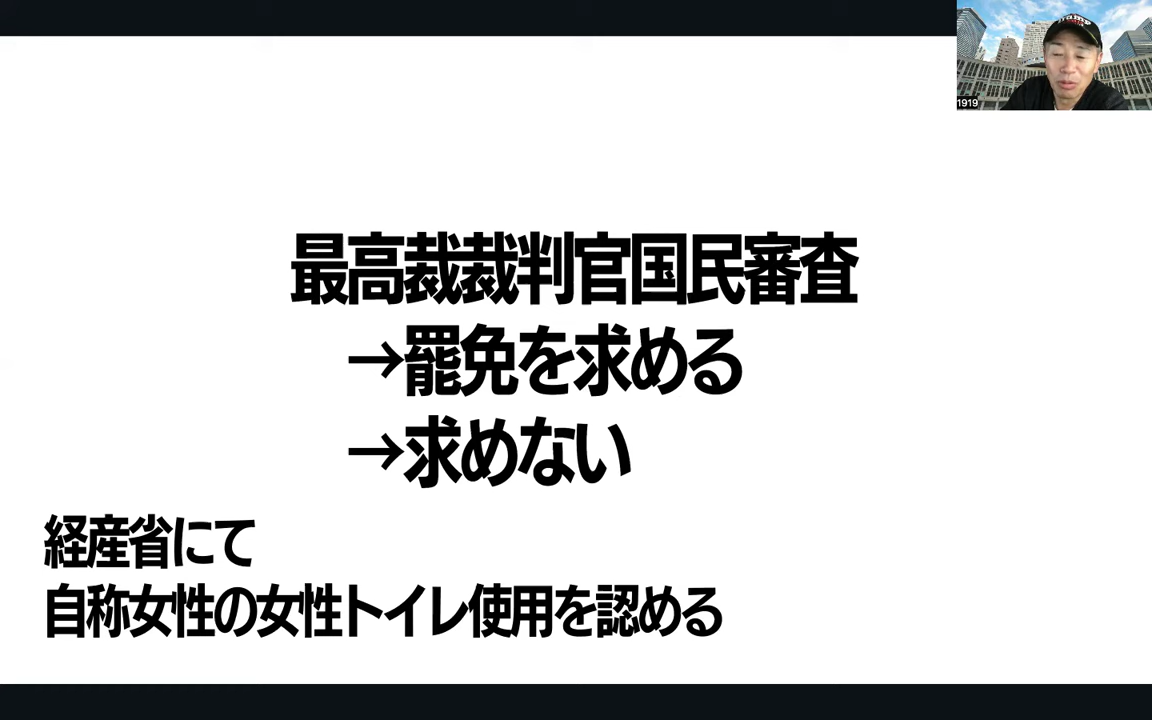 1919
最高裁裁判官国民審査
→罷免を求める
→求めない
経産省にて
自称女性の女性トイレ使用を認める